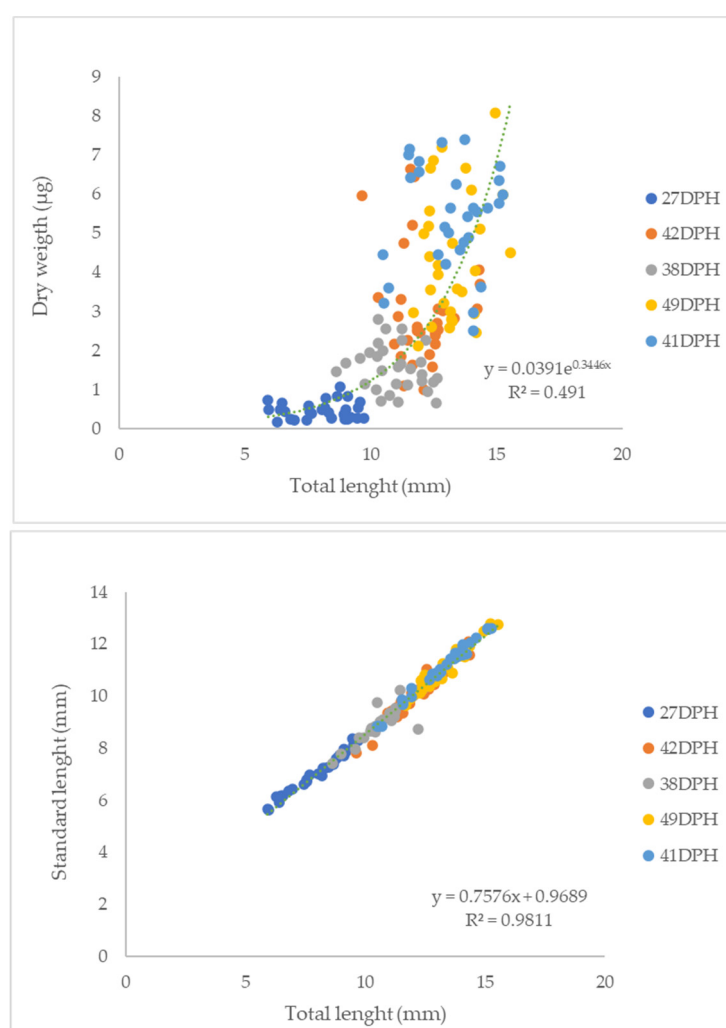 9
8
7
6
5
4
3
2
1
0
Dry weigth (µg)
0 5 10 15 20
Total lenght (mm)
y = 0.0391e^0.3446x
R² = 0.491
27DPH
42DPH
38DPH
49DPH
41DPH
14
12
10
8
6
4
2
0
Standard lenght (mm)
0 5 10 15 20
Total lenght (mm)
y = 0.7576x + 0.9689
R² = 0.9811
27DPH
42DPH
38DPH
49DPH
41DPH